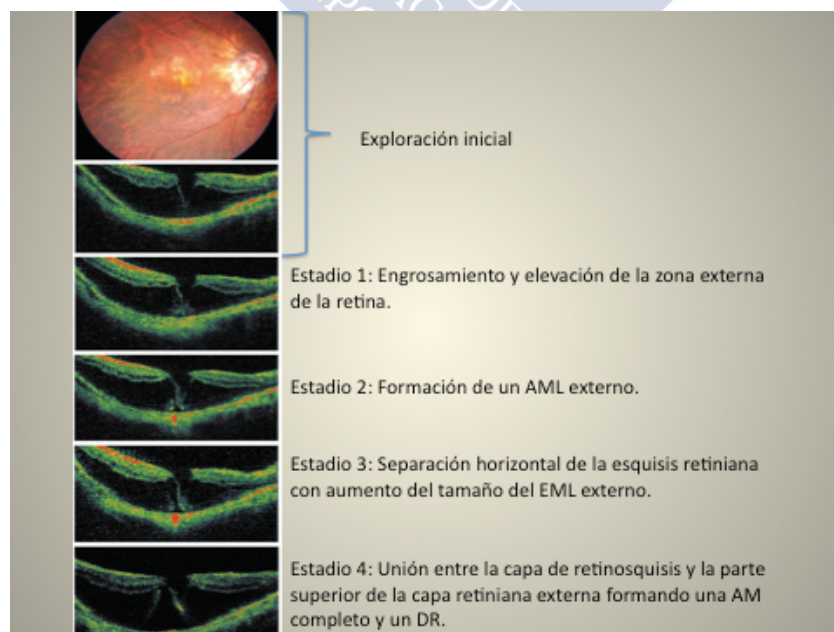 Exploración inicial
Estadio 1: Engrosamiento y elevación de la zona externa
de la retina.
Estadio 2: Formación de un AML externo.
Estadio 3: Separación horizontal de la esquisis retiniana
con aumento del tamaño del EML externo.
Estadio 4: Unión entre la capa de retinosquisis y la parte
superior de la capa retiniana externa formando una AM
completo y un DR.